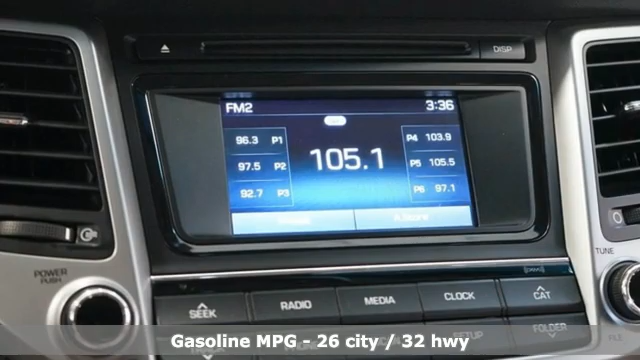 DISP
FM2 3:36
96.3 P1 P4 103.9
97.5 P2 105.1 P5 105.5
92.7 P3 P6 97.1
TUNE
POWER
PUSH
SEEK RADIO MEDIA CLOCK CAT
SETUP FOLDER
FILE
Gasoline MPG - 26 city / 32 hwy